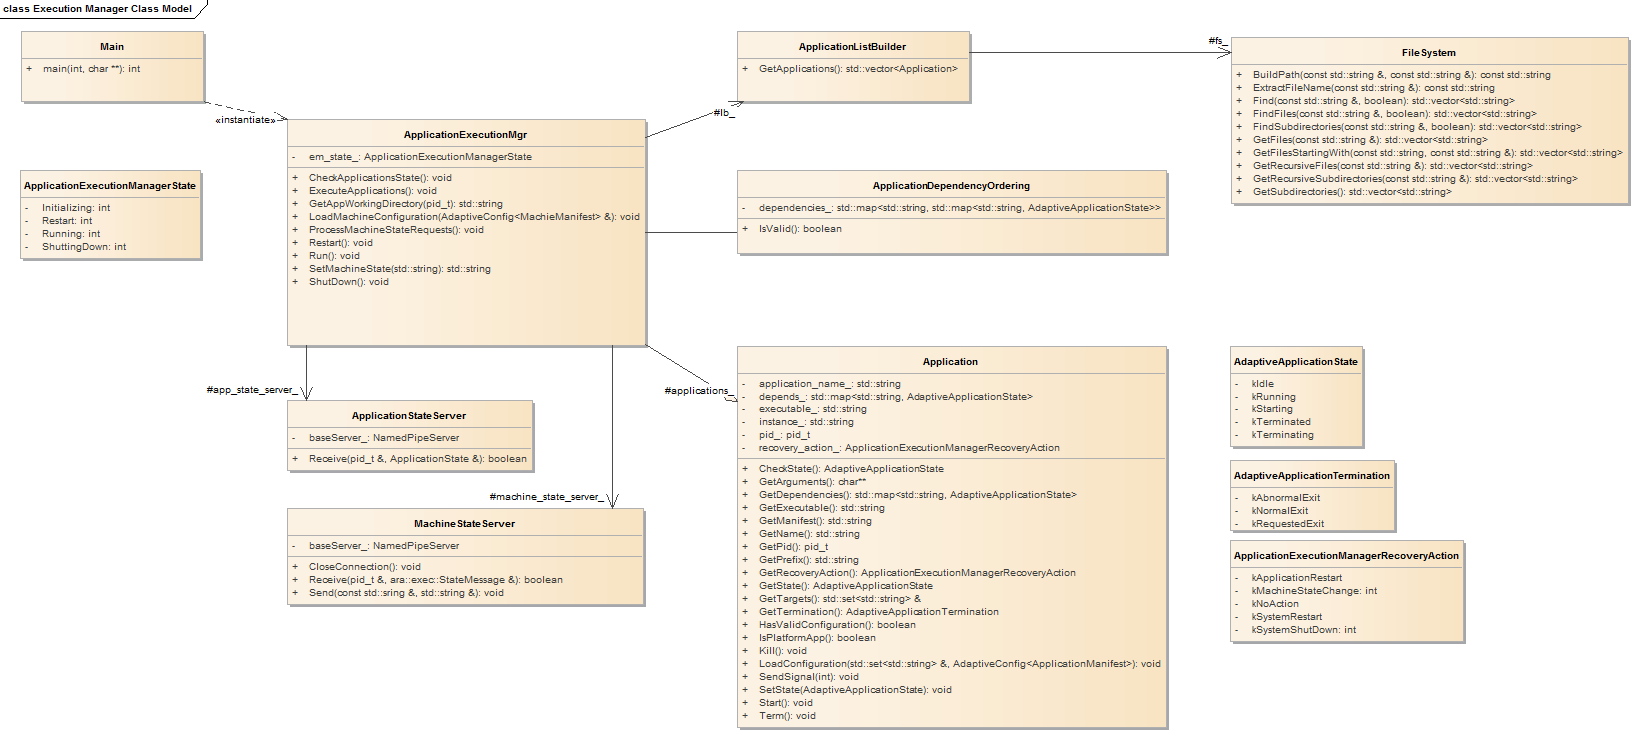 class Execution Manager Class Model
Main
+ main(int, char **): int
«instantiate»
ApplicationExecutionManagerState
- Initializing: int
- Restart: int
- Running: int
- ShuttingDown: int
ApplicationExecutionMgr
- em_state_: ApplicationExecutionManagerState
+ CheckApplicationsState(): void
+ ExecuteApplications(): void
+ GetAppWorkingDirectory(pid_t): std::string
+ LoadMachineConfiguration(AdaptiveConfig<MachieManifest> &): void
+ ProcessMachineStateRequests(): void
+ Restart(): void
+ Run(): void
+ SetMachineState(std::string): std::string
+ ShutDown(): void
#lb_
ApplicationListBuilder
+ GetApplications(): std::vector<Application>
#fs_
FileSystem
+ BuildPath(const std::string &, const std::string &): const std::string
+ ExtractFileName(const std::string &): const std::string
+ Find(const std::string &, boolean): std::vector<std::string>
+ FindFiles(const std::string &, boolean): std::vector<std::string>
+ FindSubdirectories(const std::string &, boolean): std::vector<std::string>
+ GetFiles(const std::string &): std::vector<std::string>
+ GetFilesStartingWith(const std::string, const std::string &): std::vector<std::string>
+ GetRecursiveFiles(const std::string &): std::vector<std::string>
+ GetRecursiveSubdirectories(const std::string &): std::vector<std::string>
+ GetSubdirectories(): std::vector<std::string>
ApplicationDependencyOrdering
- dependencies_: std::map<std::string, std::map<std::string, AdaptiveApplicationState>>
+ IsValid(): boolean
#app_state_server_
ApplicationStateServer
- baseServer_: NamedPipeServer
+ Receive(pid_t &, ApplicationState &): boolean
#machine_state_server_
MachineStateServer
- baseServer_: NamedPipeServer
+ CloseConnection(): void
+ Receive(pid_t &, ara::exec::StateMessage &): boolean
+ Send(const std::sring &, std::string &): void
#applications_
Application
- application_name_: std::string
- depends_: std::map<std::string, AdaptiveApplicationState>
- executable_: std::string
- instance_: std::string
- pid_: pid_t
- recovery_action_: ApplicationExecutionManagerRecoveryAction
+ CheckState(): AdaptiveApplicationState
+ GetArguments(): char**
+ GetDependencies(): std::map<std::string, AdaptiveApplicationState>
+ GetExecutable(): std::string
+ GetManifest(): std::string
+ GetName(): std::string
+ GetPid(): pid_t
+ GetPrefix(): std::string
+ GetRecoveryAction(): ApplicationExecutionManagerRecoveryAction
+ GetState(): AdaptiveApplicationState
+ GetTargets(): std::set<std::string> &
+ GetTermination(): AdaptiveApplicationTermination
+ HasValidConfiguration(): boolean
+ IsPlatformApp(): boolean
+ Kill(): void
+ LoadConfiguration(std::set<std::string> &, AdaptiveConfig<ApplicationManifest>): void
+ SendSignal(int): void
+ SetState(AdaptiveApplicationState): void
+ Start(): void
+ Term(): void
AdaptiveApplicationState
- kIdle
- kRunning
- kStarting
- kTerminated
- kTerminating
AdaptiveApplicationTermination
- kAbnormalExit
- kNormalExit
- kRequestedExit
ApplicationExecutionManagerRecoveryAction
- kApplicationRestart
- kMachineStateChange: int
- kNoAction
- kSystemRestart
- kSystemShutDown: int